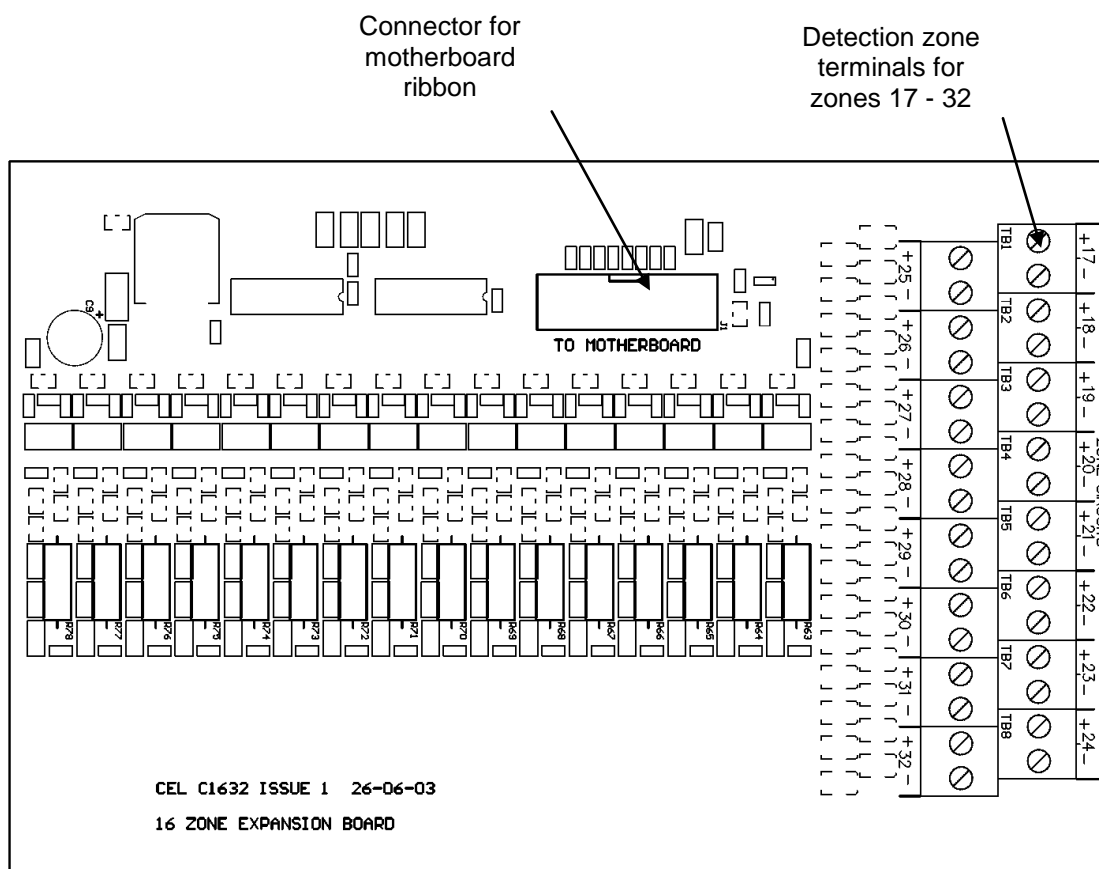 Connector for
motherboard
ribbon
Detection zone
terminals for
zones 17 - 32
C9
+
J1
TO MOTHERBOARD
TB1
TB2
TB3
TB4
TB5
TB6
TB7
TB8
+17-
+18-
+19-
+20-
+21-
+22-
+23-
+24-
+25-
+26-
+27-
+28-
+29-
+30-
+31-
+32-
R78
R77
R76
R75
R74
R73
R72
R71
R70
R69
R68
R67
R66
R65
R64
R63
CEL C1632 ISSUE 1 26-06-03
16 ZONE EXPANSION BOARD